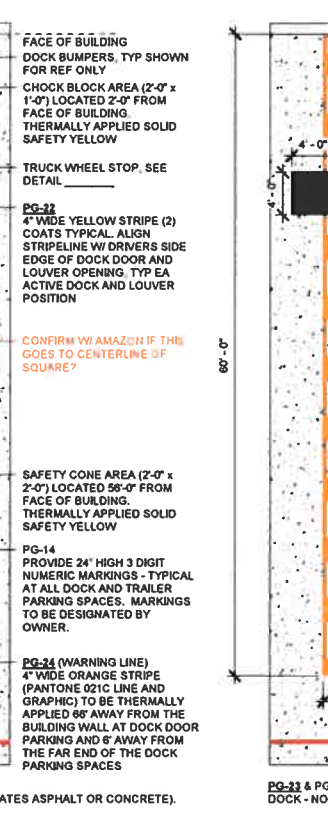 FACE OF BUILDING
DOCK BUMPERS, TYP SHOWN
FOR REF ONLY
CHOCK BLOCK AREA (2'-0" x
1'-0") LOCATED 2'-0" FROM
FACE OF BUILDING.
THERMALLY APPLIED SOLID
SAFETY YELLOW
TRUCK WHEEL STOP, SEE
DETAIL ________
PG-22
4" WIDE YELLOW STRIPE (2)
COATS TYPICAL. ALIGN
STRIPELINE W/ DRIVERS SIDE
EDGE OF DOCK DOOR AND
LOUVER OPENING, TYP EA
ACTIVE DOCK AND LOUVER
POSITION
CONFIRM W/ AMAZON IF THIS
GOES TO CENTERLINE OF
SQUARE?
SAFETY CONE AREA (2'-0" x
2'-0") LOCATED 56'-0" FROM
FACE OF BUILDING.
THERMALLY APPLIED SOLID
SAFETY YELLOW
PG-14
PROVIDE 24" HIGH 3 DIGIT
NUMERIC MARKINGS - TYPICAL
AT ALL DOCK AND TRAILER
PARKING SPACES. MARKINGS
TO BE DESIGNATED BY
OWNER.
PG-24 (WARNING LINE)
4" WIDE ORANGE STRIPE
(PANTONE 021C LINE AND
GRAPHIC) TO BE THERMALLY
APPLIED 66' AWAY FROM THE
BUILDING WALL AT DOCK DOOR
PARKING AND 6' AWAY FROM
THE FAR END OF THE DOCK
PARKING SPACES
ATES ASPHALT OR CONCRETE).
60' - 0"
4' - 0"
4' - 0"
PG-23 & PG
DOCK - NO